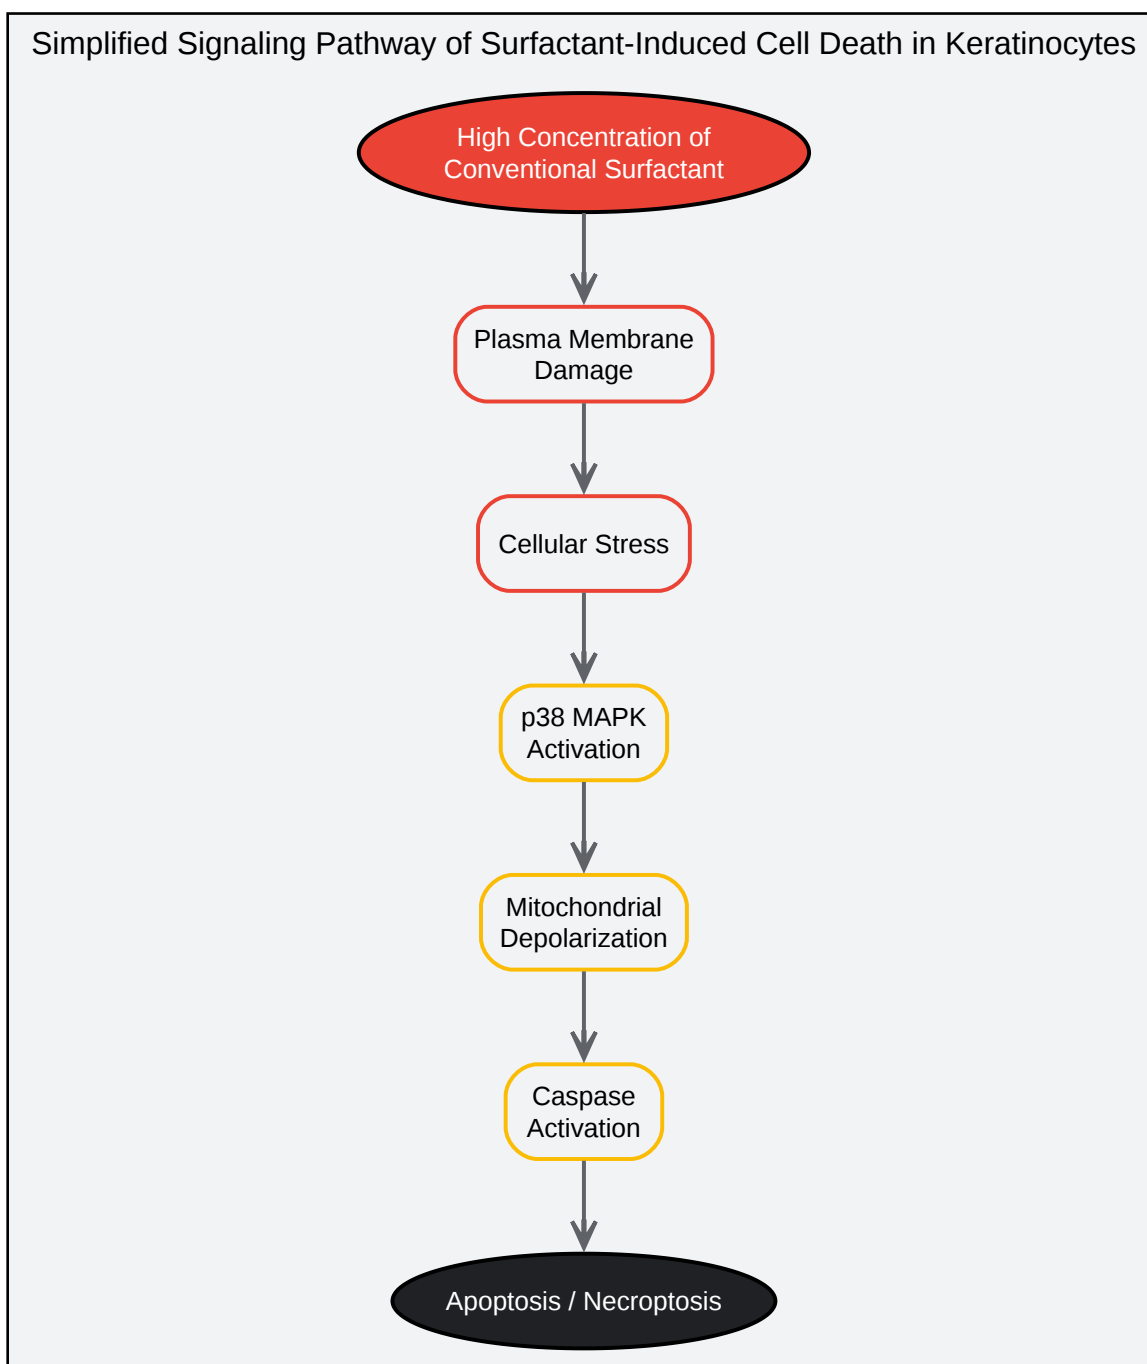 Simplified Signaling Pathway of Surfactant-Induced Cell Death in Keratinocytes
High Concentration of
Conventional Surfactant
Plasma Membrane
Damage
Cellular Stress
p38 MAPK
Activation
Mitochondrial
Depolarization
Caspase
Activation
Apoptosis / Necroptosis